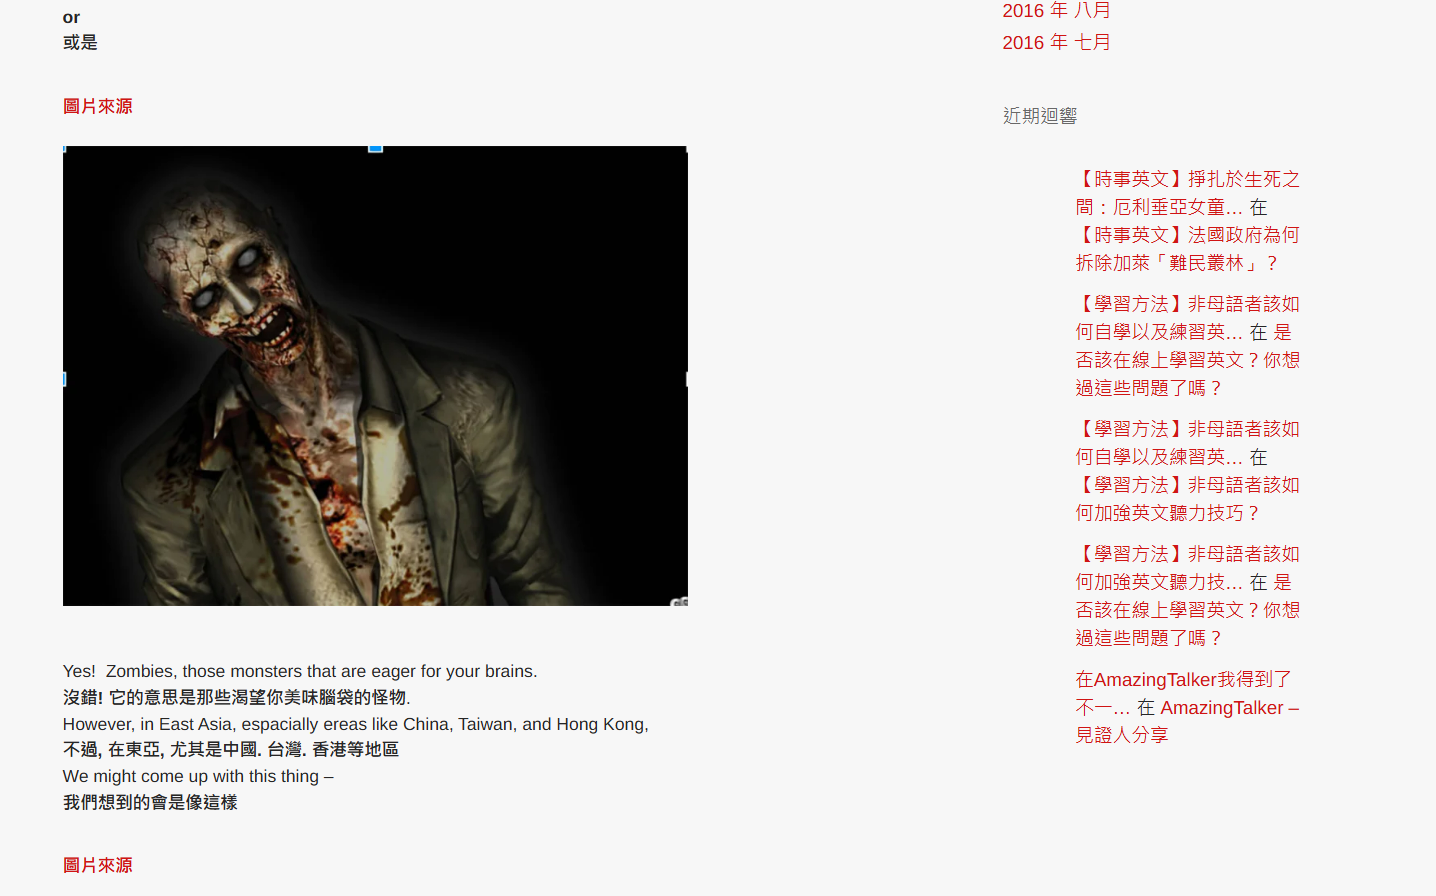 or
或是
圖片來源
Yes!  Zombies, those monsters that are eager for your brains.
沒錯! 它的意思是那些渴望你美味腦袋的怪物.
However, in East Asia, espacially ereas like China, Taiwan, and Hong Kong,
不過, 在東亞, 尤其是中國. 台灣. 香港等地區
We might come up with this thing –
我們想到的會是像這樣
圖片來源
2016 年 八月
2016 年 七月
近期迴響
【時事英文】掙扎於生死之
間：厄利垂亞女童… 在
【時事英文】法國政府為何
拆除加萊「難民叢林」？
【學習方法】非母語者該如
何自學以及練習英… 在 是
否該在線上學習英文？你想
過這些問題了嗎？
【學習方法】非母語者該如
何自學以及練習英… 在
【學習方法】非母語者該如
何加強英文聽力技巧？
【學習方法】非母語者該如
何加強英文聽力技… 在 是
否該在線上學習英文？你想
過這些問題了嗎？
在AmazingTalker我得到了
不一… 在 AmazingTalker –
見證人分享